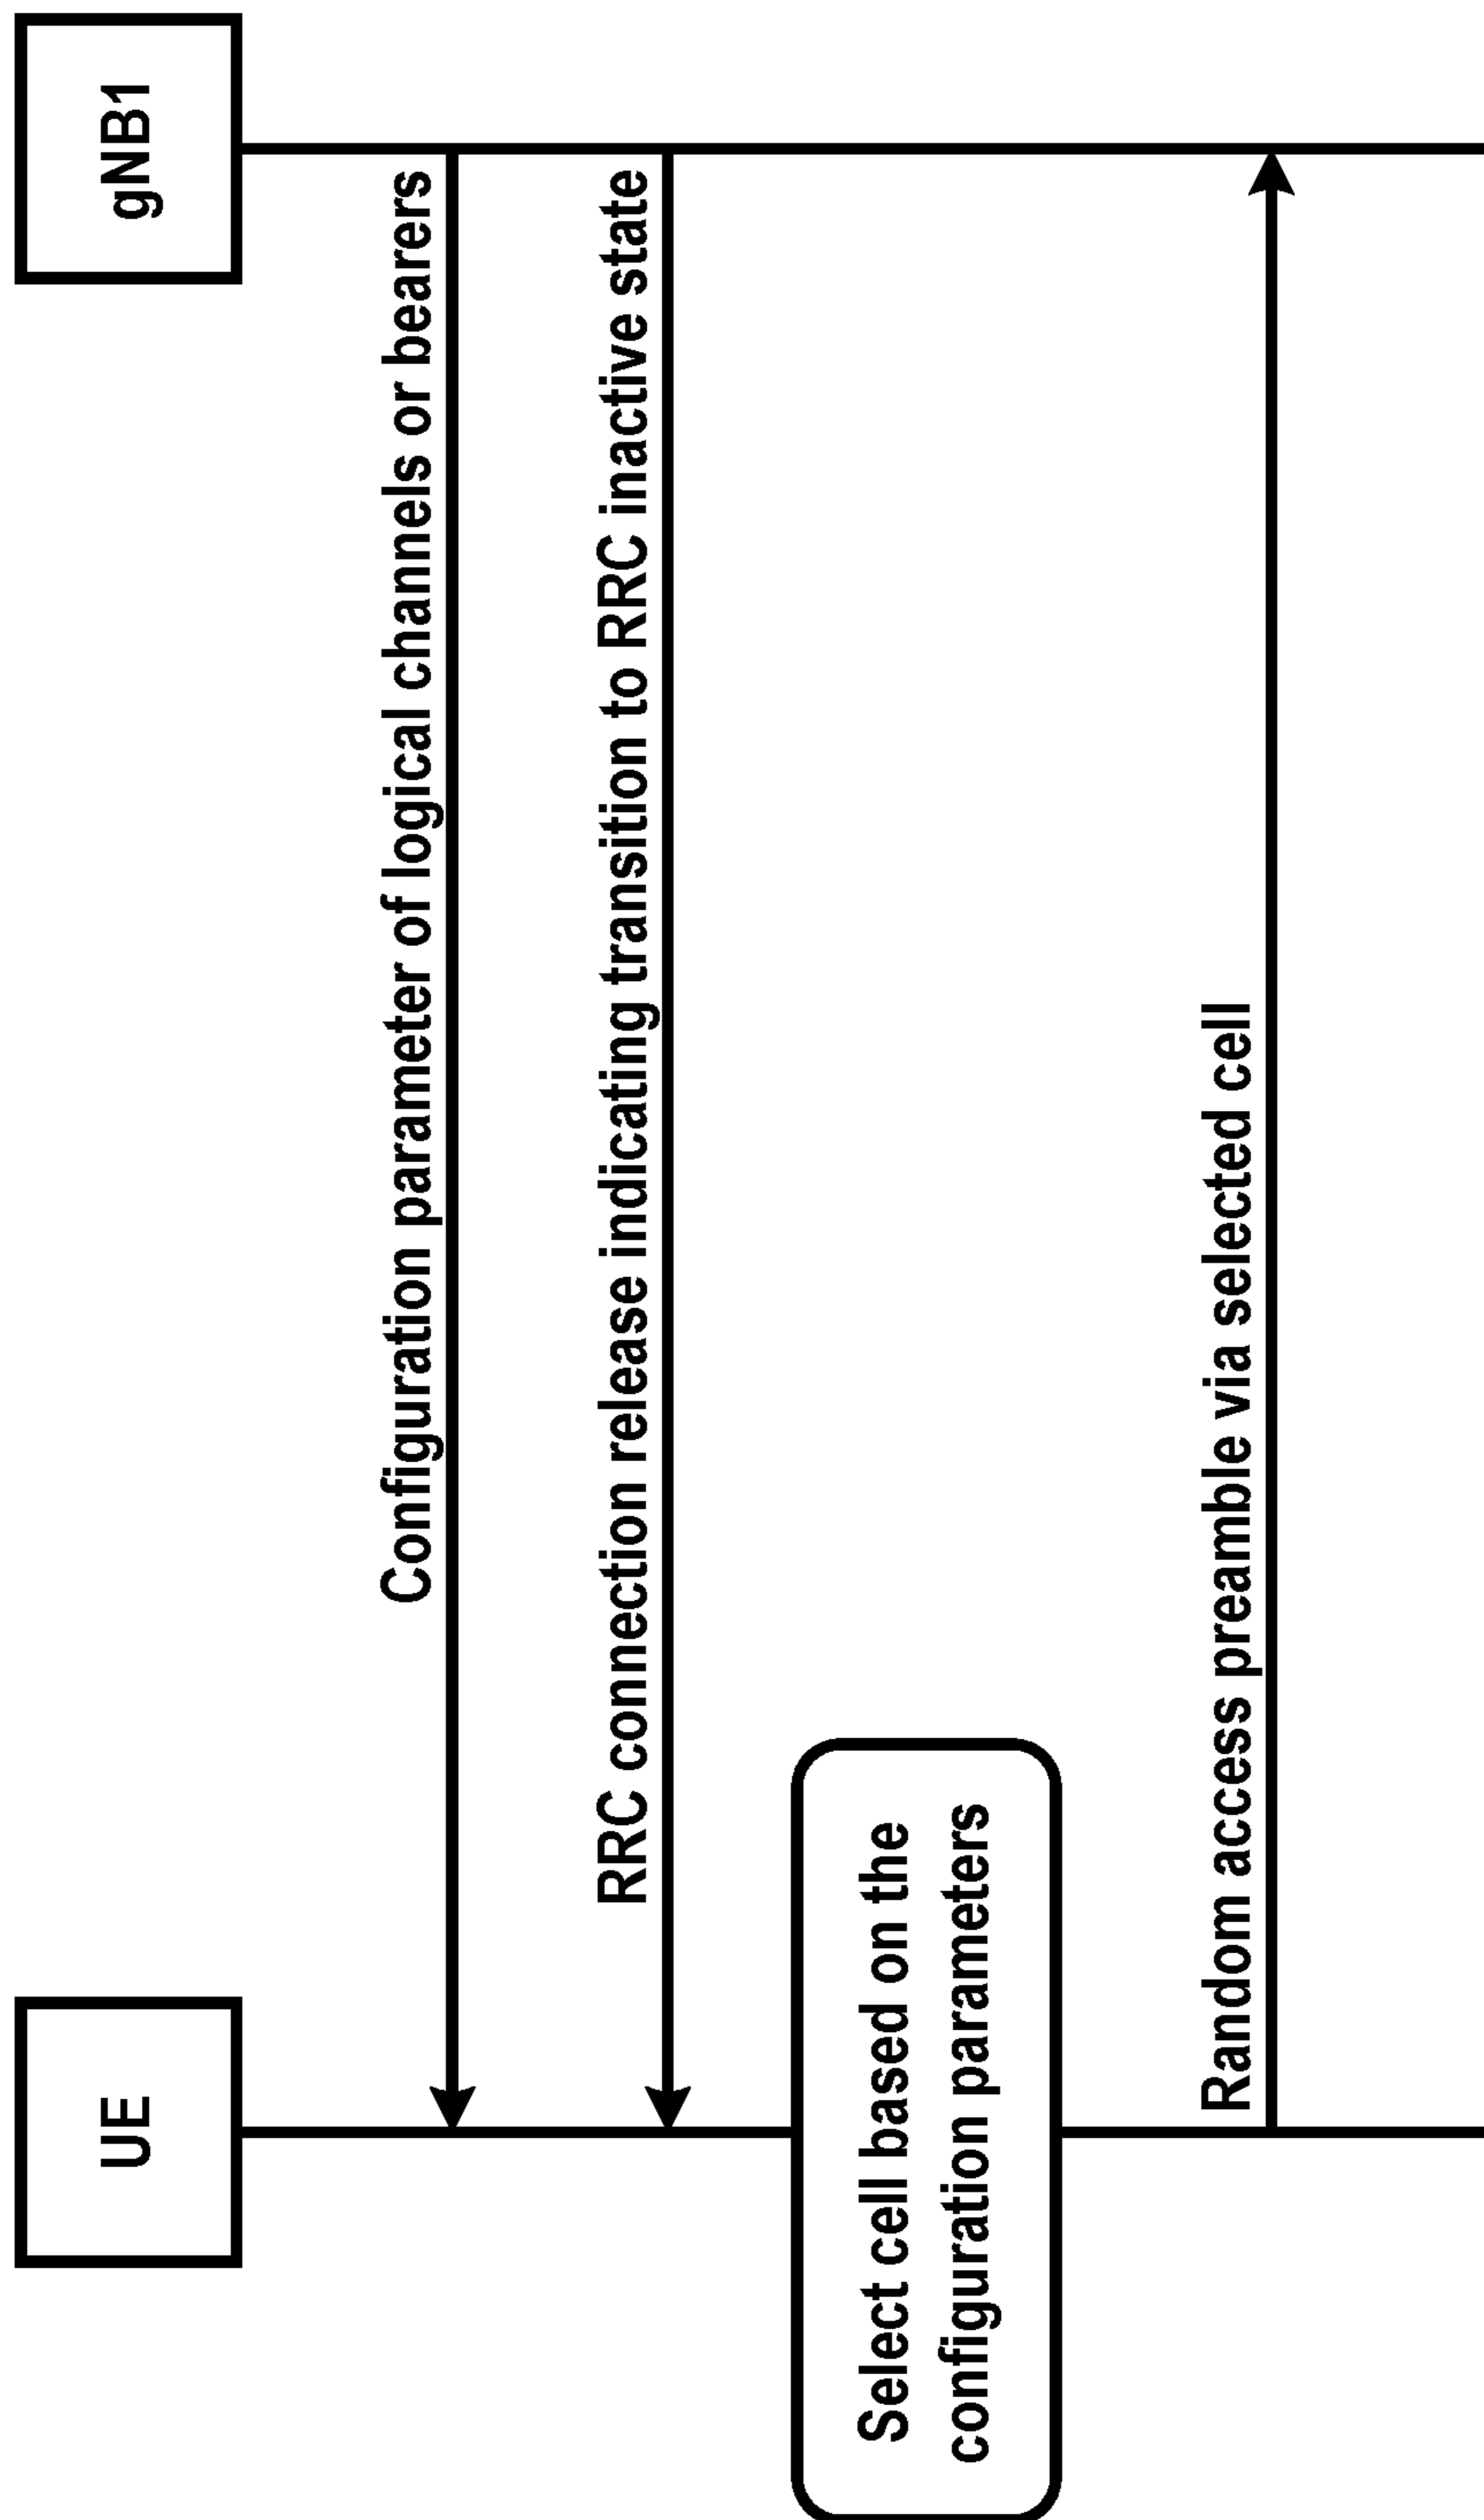 UE
gNB1
Configuration parameter of logical channels or bearers
RRC connection release indicating transition to RRC inactive state
Select cell based on the
configuration parameters
Random access preamble via selected cell